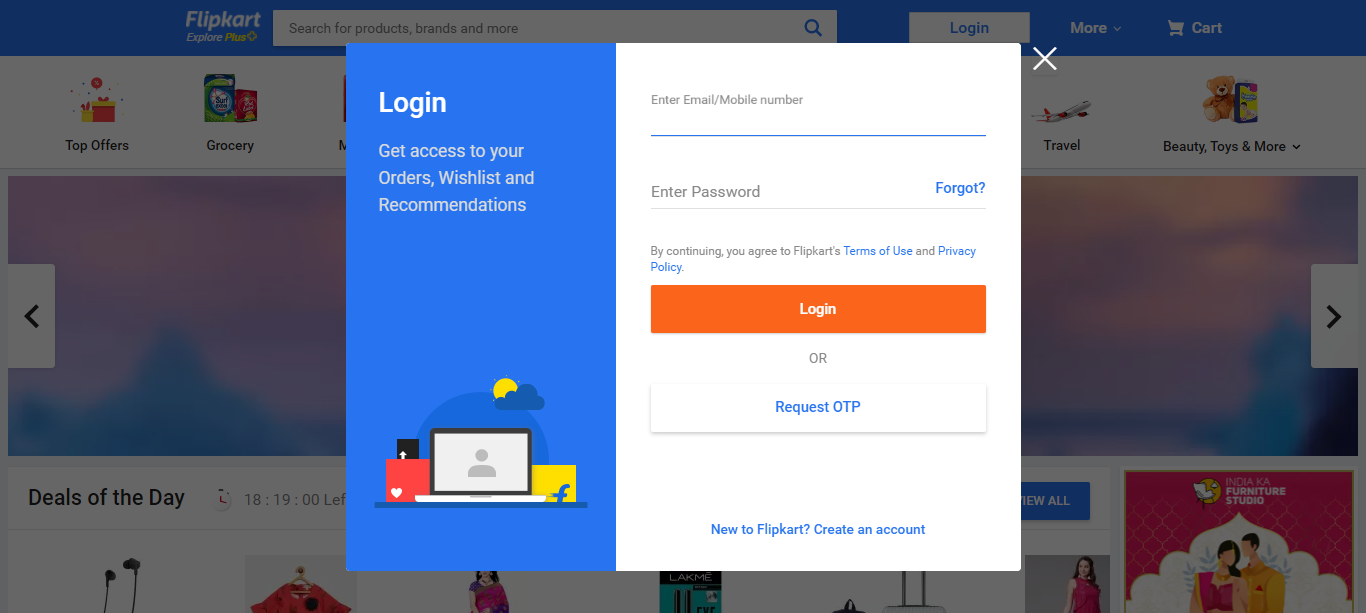 Flipkart
Explore Plus
Search for products, brands and more
Login
More
Cart
Top Offers
Grocery
Travel
Beauty, Toys & More
Login
Get access to your
Orders, Wishlist and
Recommendations
Enter Email/Mobile number
Enter Password
Forgot?
By continuing, you agree to Flipkart's Terms of Use and Privacy
Policy.
Login
OR
Request OTP
New to Flipkart? Create an account
Deals of the Day
18 : 19 : 00 Lef
VIEW ALL
INDIA KA
FURNITURE
STUDIO
LAKMÉ
EYE